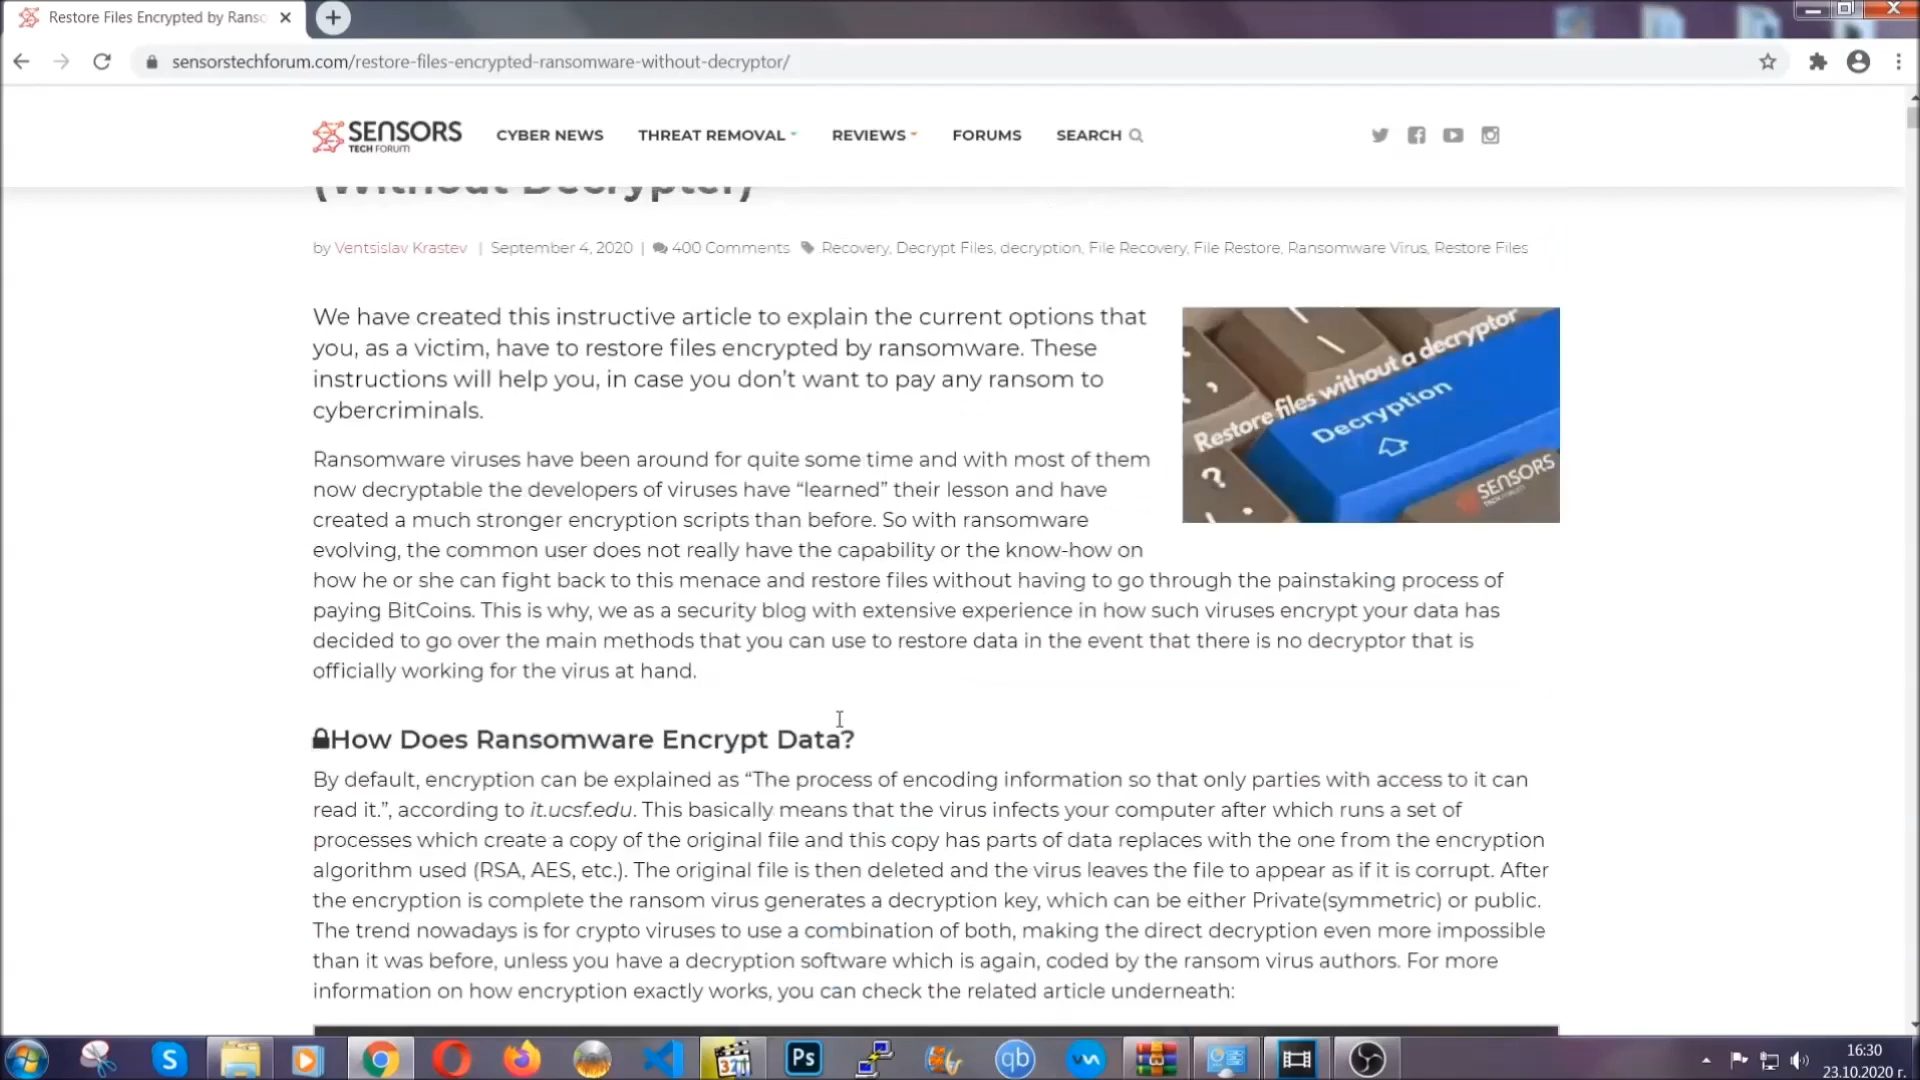 Restore Files Encrypted by Ranso
sensorstechforum.com/restore-files-encrypted-ransomware-without-decryptor/
SENSORS
TECH FORUM
CYBER NEWS THREAT REMOVAL REVIEWS FORUMS SEARCH
(Without Decrypter)
by Ventsislav Krastev | September 4, 2020 | 400 Comments Recovery, Decrypt Files, decryption, File Recovery, File Restore, Ransomware Virus, Restore Files
We have created this instructive article to explain the current options that
you, as a victim, have to restore files encrypted by ransomware. These
instructions will help you, in case you don't want to pay any ransom to
cybercriminals.
Restore files without a decryptor
Decryption
SENSORS
Ransomware viruses have been around for quite some time and with most of them
now decryptable the developers of viruses have “learned” their lesson and have
created a much stronger encryption scripts than before. So with ransomware
evolving, the common user does not really have the capability or the know-how on
how he or she can fight back to this menace and restore files without having to go through the painstaking process of
paying BitCoins. This is why, we as a security blog with extensive experience in how such viruses encrypt your data has
decided to go over the main methods that you can use to restore data in the event that there is no decryptor that is
officially working for the virus at hand.
How Does Ransomware Encrypt Data?
By default, encryption can be explained as “The process of encoding information so that only parties with access to it can
read it.”, according to it.ucsf.edu. This basically means that the virus infects your computer after which runs a set of
processes which create a copy of the original file and this copy has parts of data replaces with the one from the encryption
algorithm used (RSA, AES, etc.). The original file is then deleted and the virus leaves the file to appear as if it is corrupt. After
the encryption is complete the ransom virus generates a decryption key, which can be either Private(symmetric) or public.
The trend nowadays is for crypto viruses to use a combination of both, making the direct decryption even more impossible
than it was before, unless you have a decryption software which is again, coded by the ransom virus authors. For more
information on how encryption exactly works, you can check the related article underneath:
321
Ps
qb
16:30
23.10.2020 г.